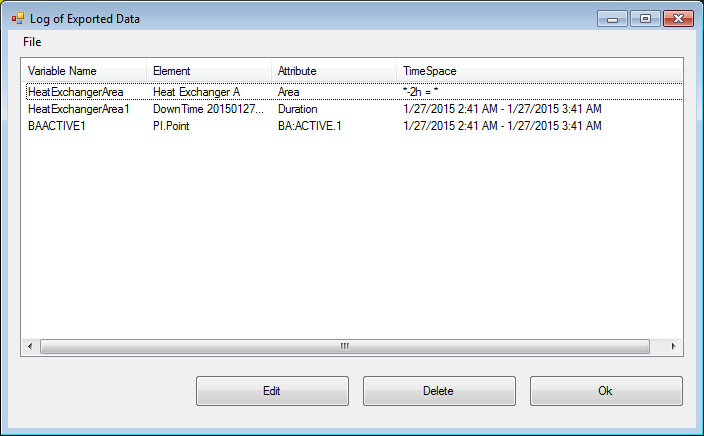 Log of Exported Data
File
Variable Name Element Attribute TimeSpace
HeatExchangerArea Heat Exchanger A Area *-2h = *
HeatExchangerArea1 DownTime 20150127... Duration 1/27/2015 2:41 AM - 1/27/2015 3:41 AM
BAACTIVE1 PI.Point BA:ACTIVE.1 1/27/2015 2:41 AM - 1/27/2015 3:41 AM
Edit Delete Ok